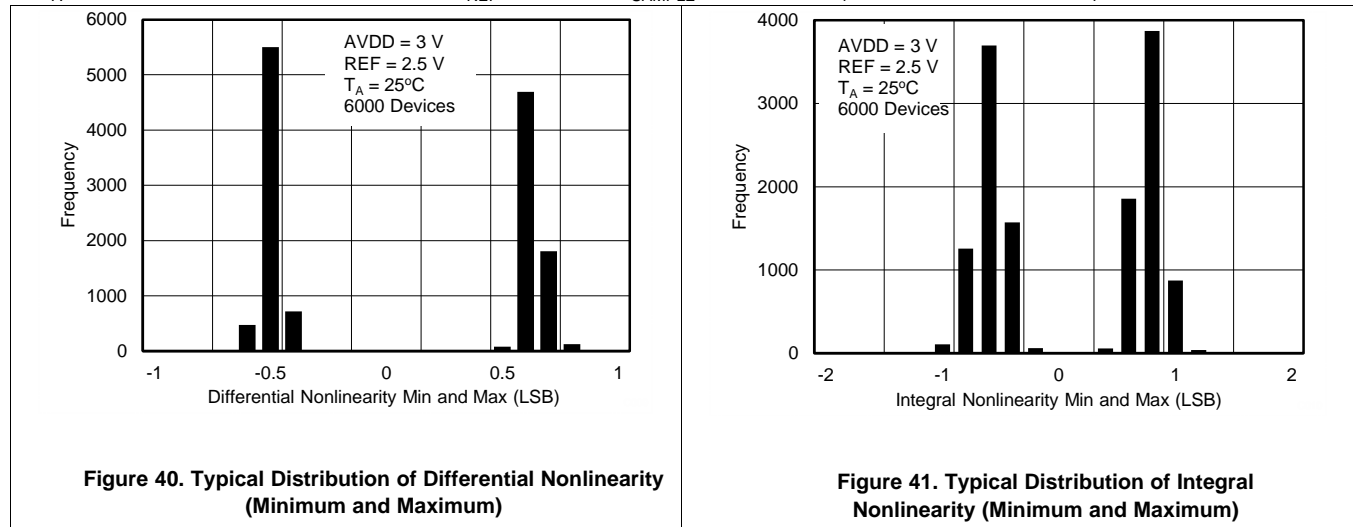 6000
5000
4000
3000
2000
1000
0
Frequency
AVDD = 3 V
REF = 2.5 V
TA = 25ºC
6000 Devices
-1 -0.5 0 0.5 1
Differential Nonlinearity Min and Max (LSB)
Figure 40. Typical Distribution of Differential Nonlinearity
(Minimum and Maximum)
4000
3000
2000
1000
0
Frequency
AVDD = 3 V
REF = 2.5 V
TA = 25ºC
6000 Devices
-2 -1 0 1 2
Integral Nonlinearity Min and Max (LSB)
Figure 41. Typical Distribution of Integral
Nonlinearity (Minimum and Maximum)